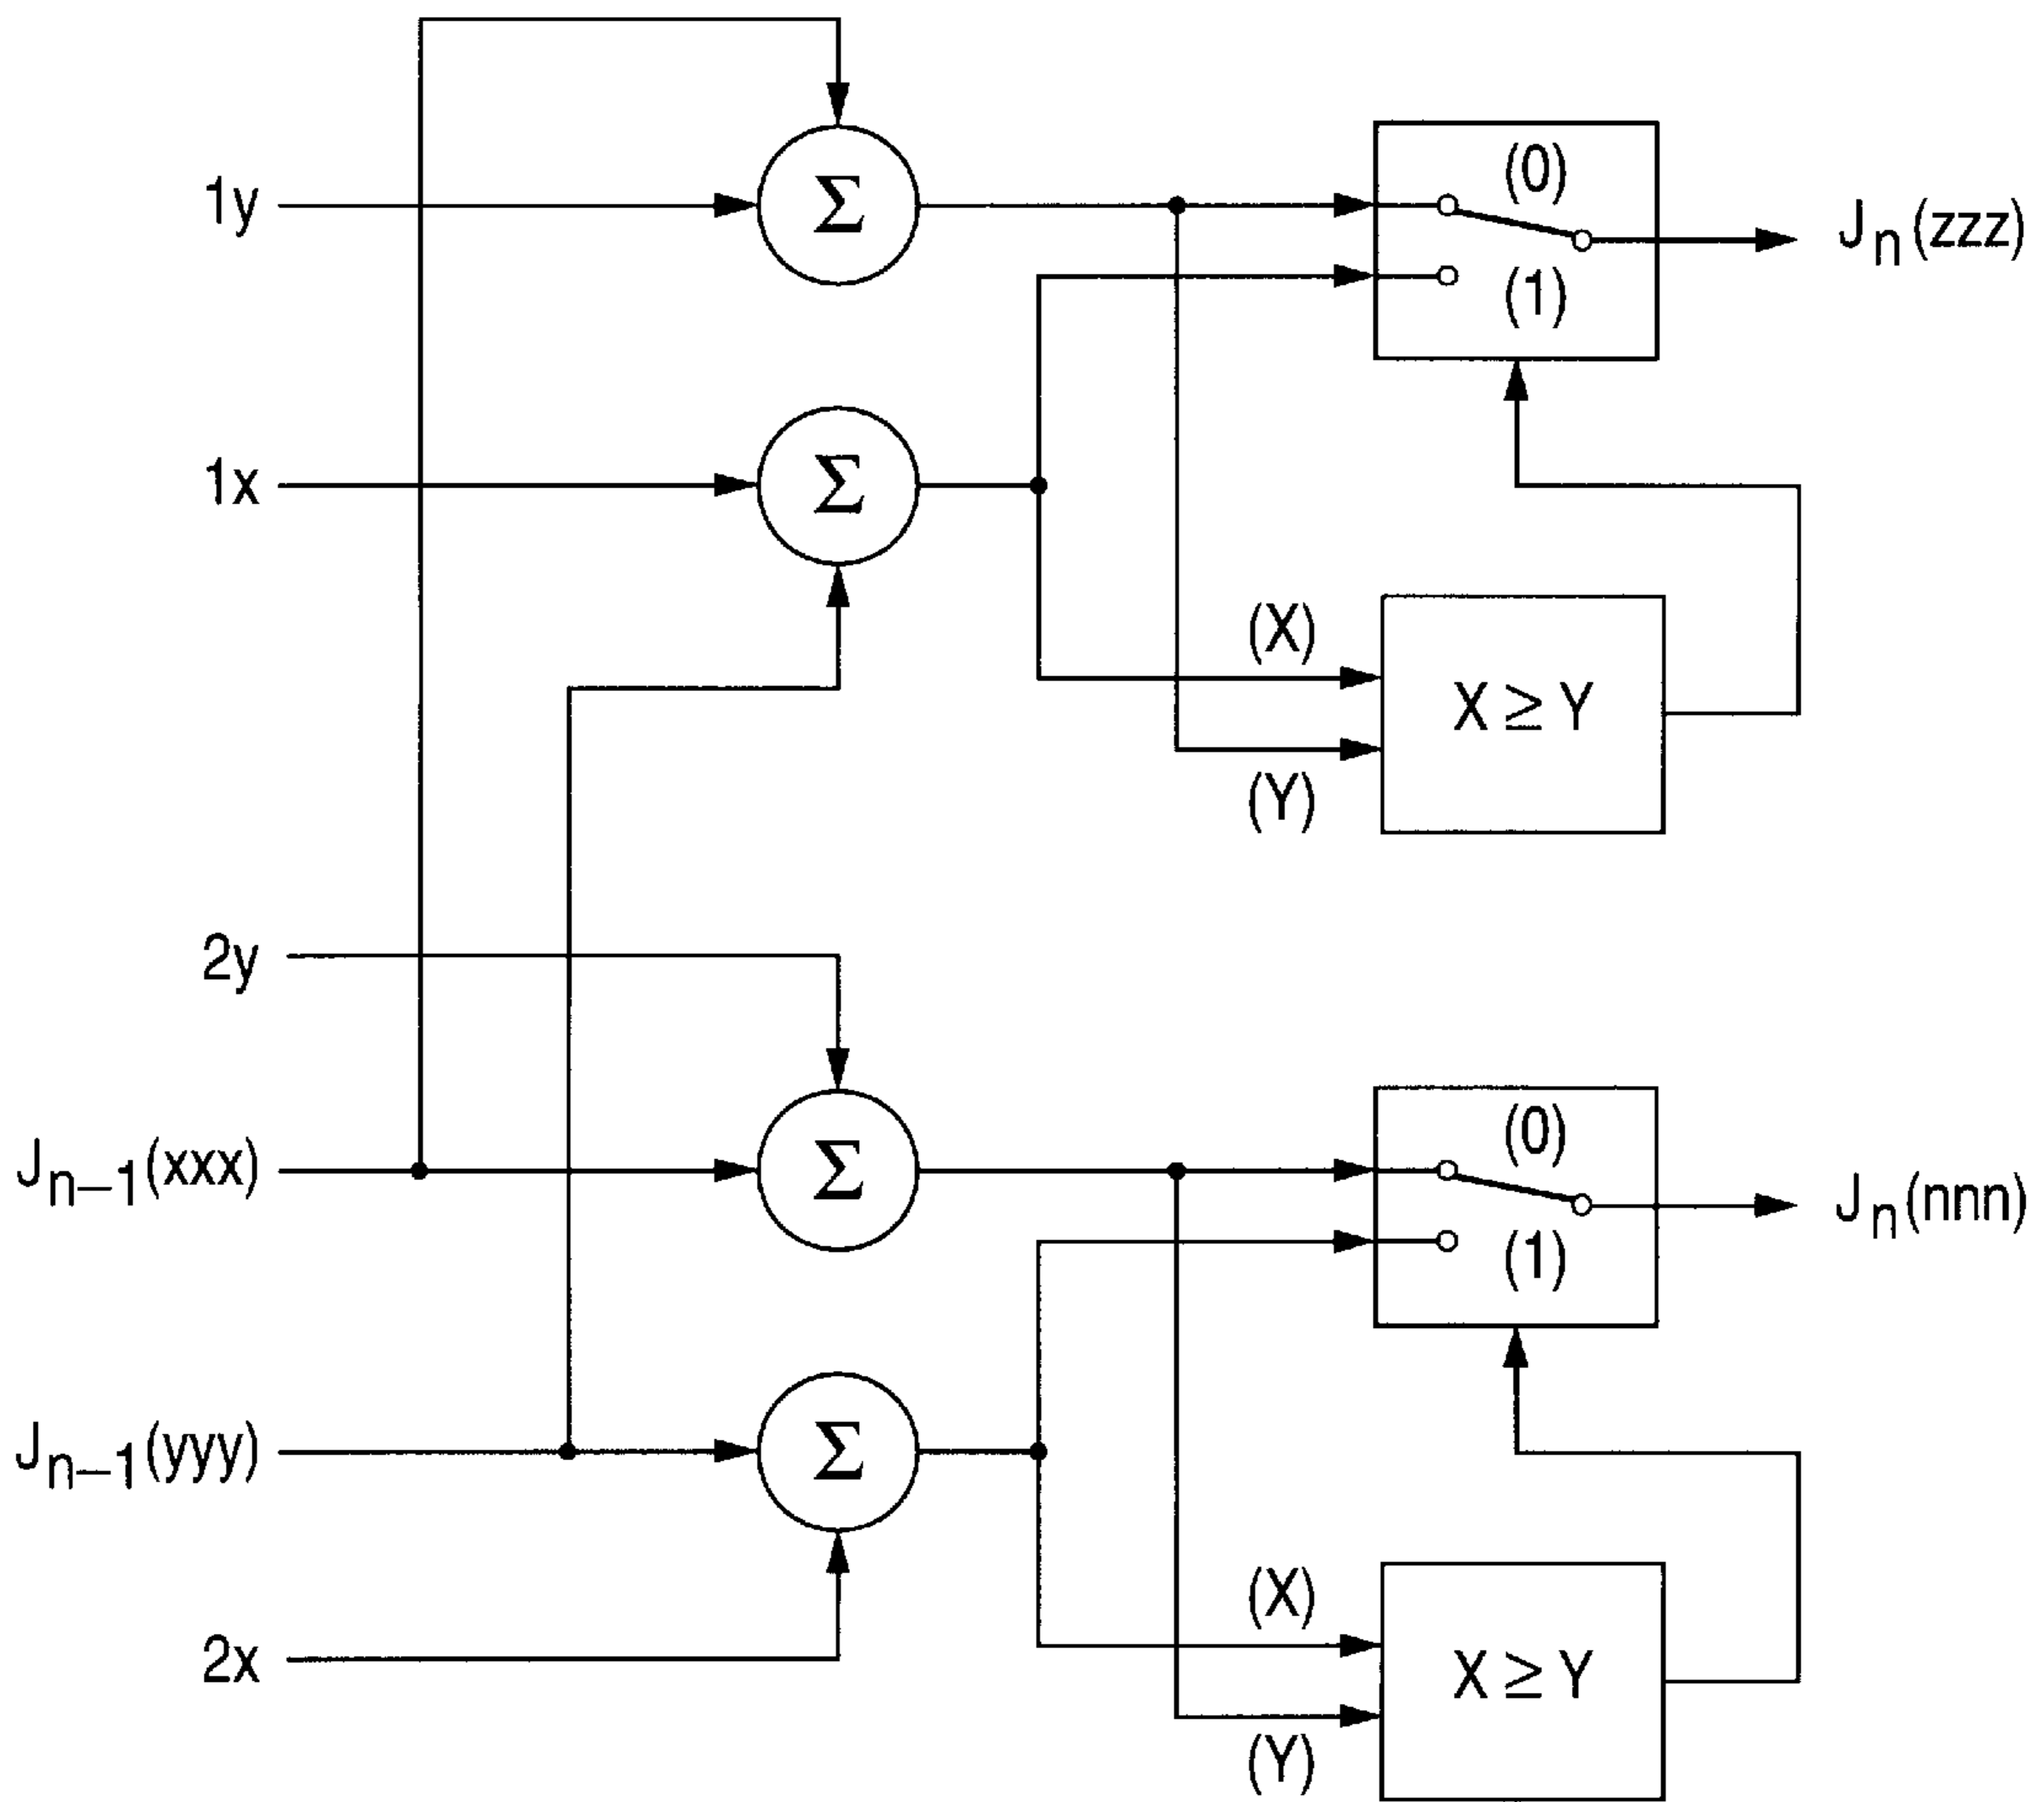 (0)
1y
Σ
Jn(zzz)
(1)
1x
Σ
(X)
X ≥ Y
(Y)
2y
(0)
Jn–1(xxx)
Σ
Jn(nnn)
(1)
Jn–1(yyy)
Σ
(X)
2x
X ≥ Y
(Y)